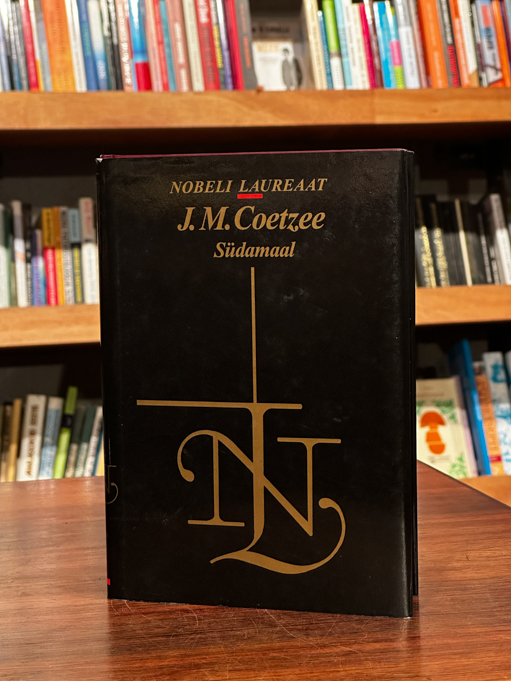 NOBELI LAUREAAT
J. M. Coetzee
Südamaal
NL